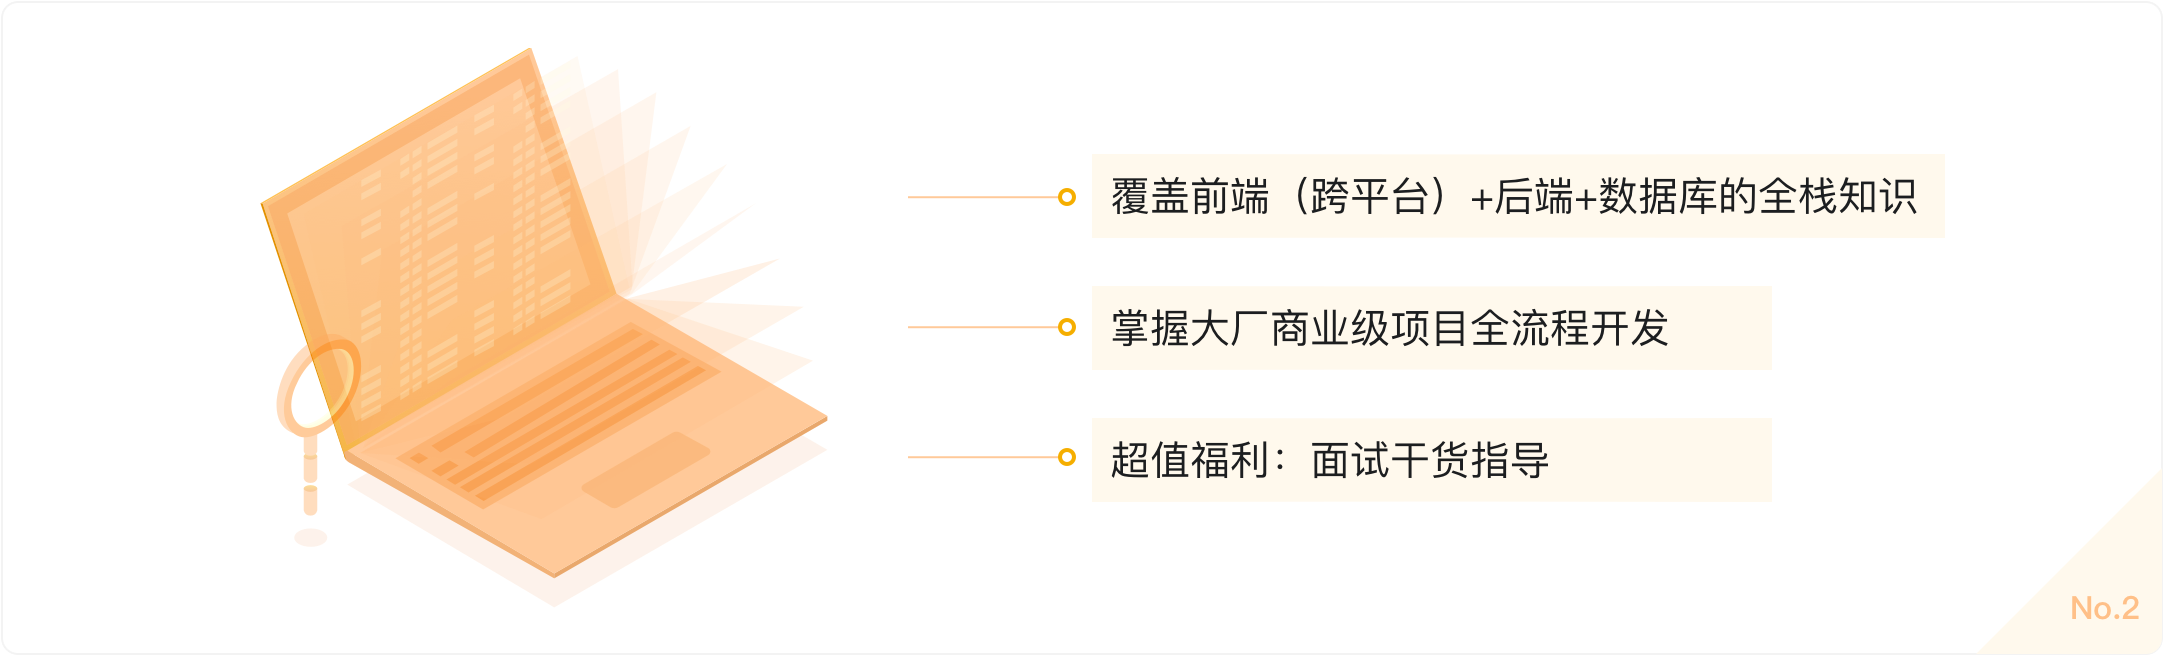 覆盖前端（跨平台）+后端+数据库的全栈知识
掌握大厂商业级项目全流程开发
超值福利：面试干货指导
No.2